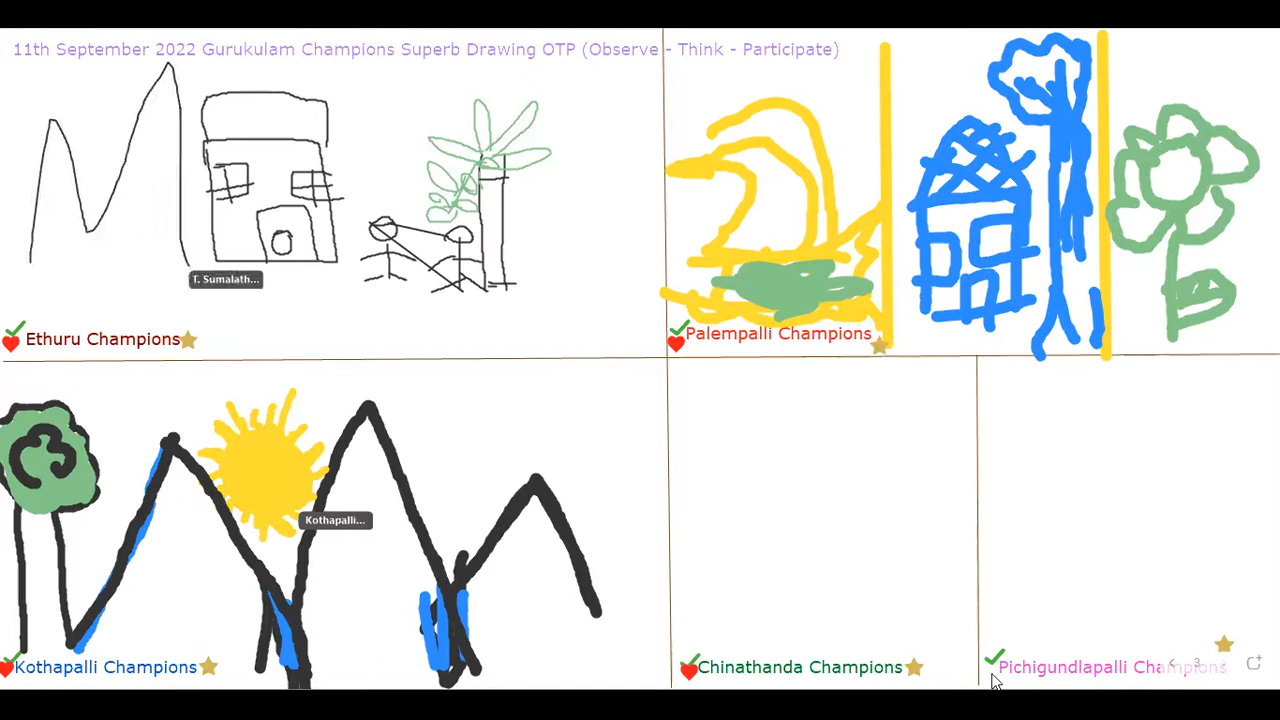 11th September 2022 Gurukulam Champions Superb Drawing OTP (Observe - Think - Participate)
T. Sumalath...
Ethuru Champions
Palempalli Champions
Kothapalli...
Kothapalli Champions
Chinathanda Champions
Pichigundlapalli Champions
3